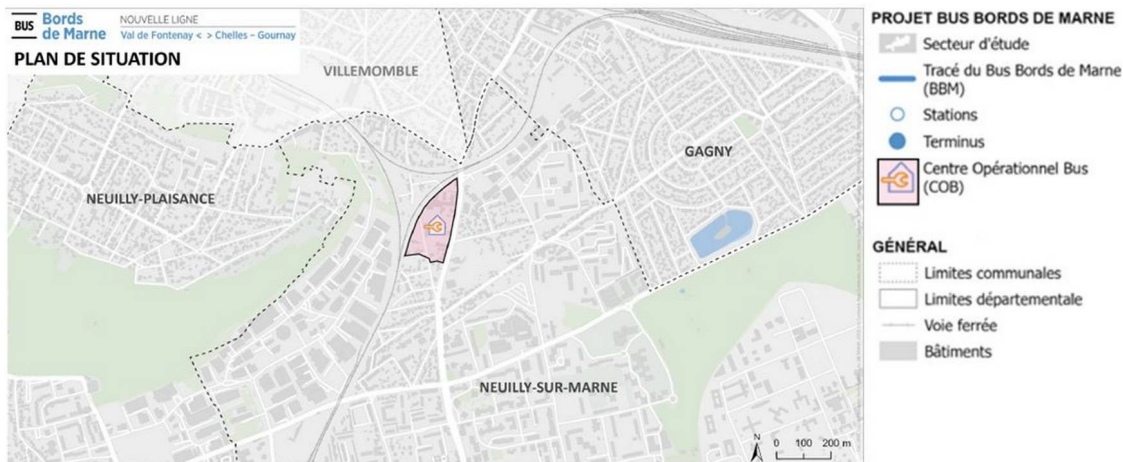 BUS Bords de Marne
NOUVELLE LIGNE
Val de Fontenay < > Chelles – Gournay
PLAN DE SITUATION
VILLEMOMBLE
GAGNY
NEUILLY-PLAISANCE
NEUILLY-SUR-MARNE
N 0 100 200 m
PROJET BUS BORDS DE MARNE
Secteur d'étude
Tracé du Bus Bords de Marne
(BBM)
Stations
Terminus
Centre Opérationnel Bus
(COB)
GÉNÉRAL
Limites communales
Limites départementale
Voie ferrée
Bâtiments